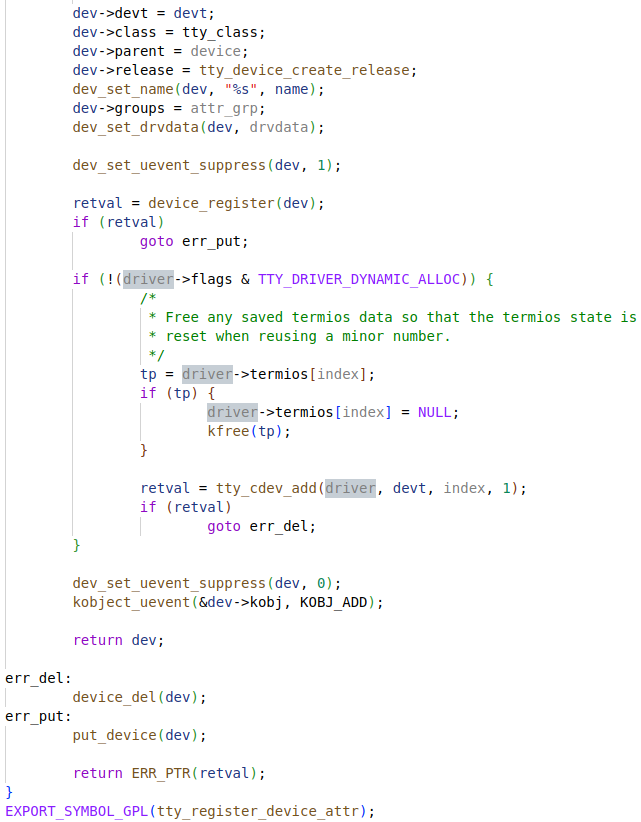 dev->devt = devt;
dev->class = tty_class;
dev->parent = device;
dev->release = tty_device_create_release;
dev_set_name(dev, "%s", name);
dev->groups = attr_grp;
dev_set_drvdata(dev, drvdata);
dev_set_uevent_suppress(dev, 1);
retval = device_register(dev);
if (retval)
goto err_put;
if (!(driver->flags & TTY_DRIVER_DYNAMIC_ALLOC)) {
/*
* Free any saved termios data so that the termios state is
* reset when reusing a minor number.
*/
tp = driver->termios[index];
if (tp) {
driver->termios[index] = NULL;
kfree(tp);
}
retval = tty_cdev_add(driver, devt, index, 1);
if (retval)
goto err_del;
}
dev_set_uevent_suppress(dev, 0);
kobject_uevent(&dev->kobj, KOBJ_ADD);
return dev;
err_del:
device_del(dev);
err_put:
put_device(dev);
return ERR_PTR(retval);
}
EXPORT_SYMBOL_GPL(tty_register_device_attr);